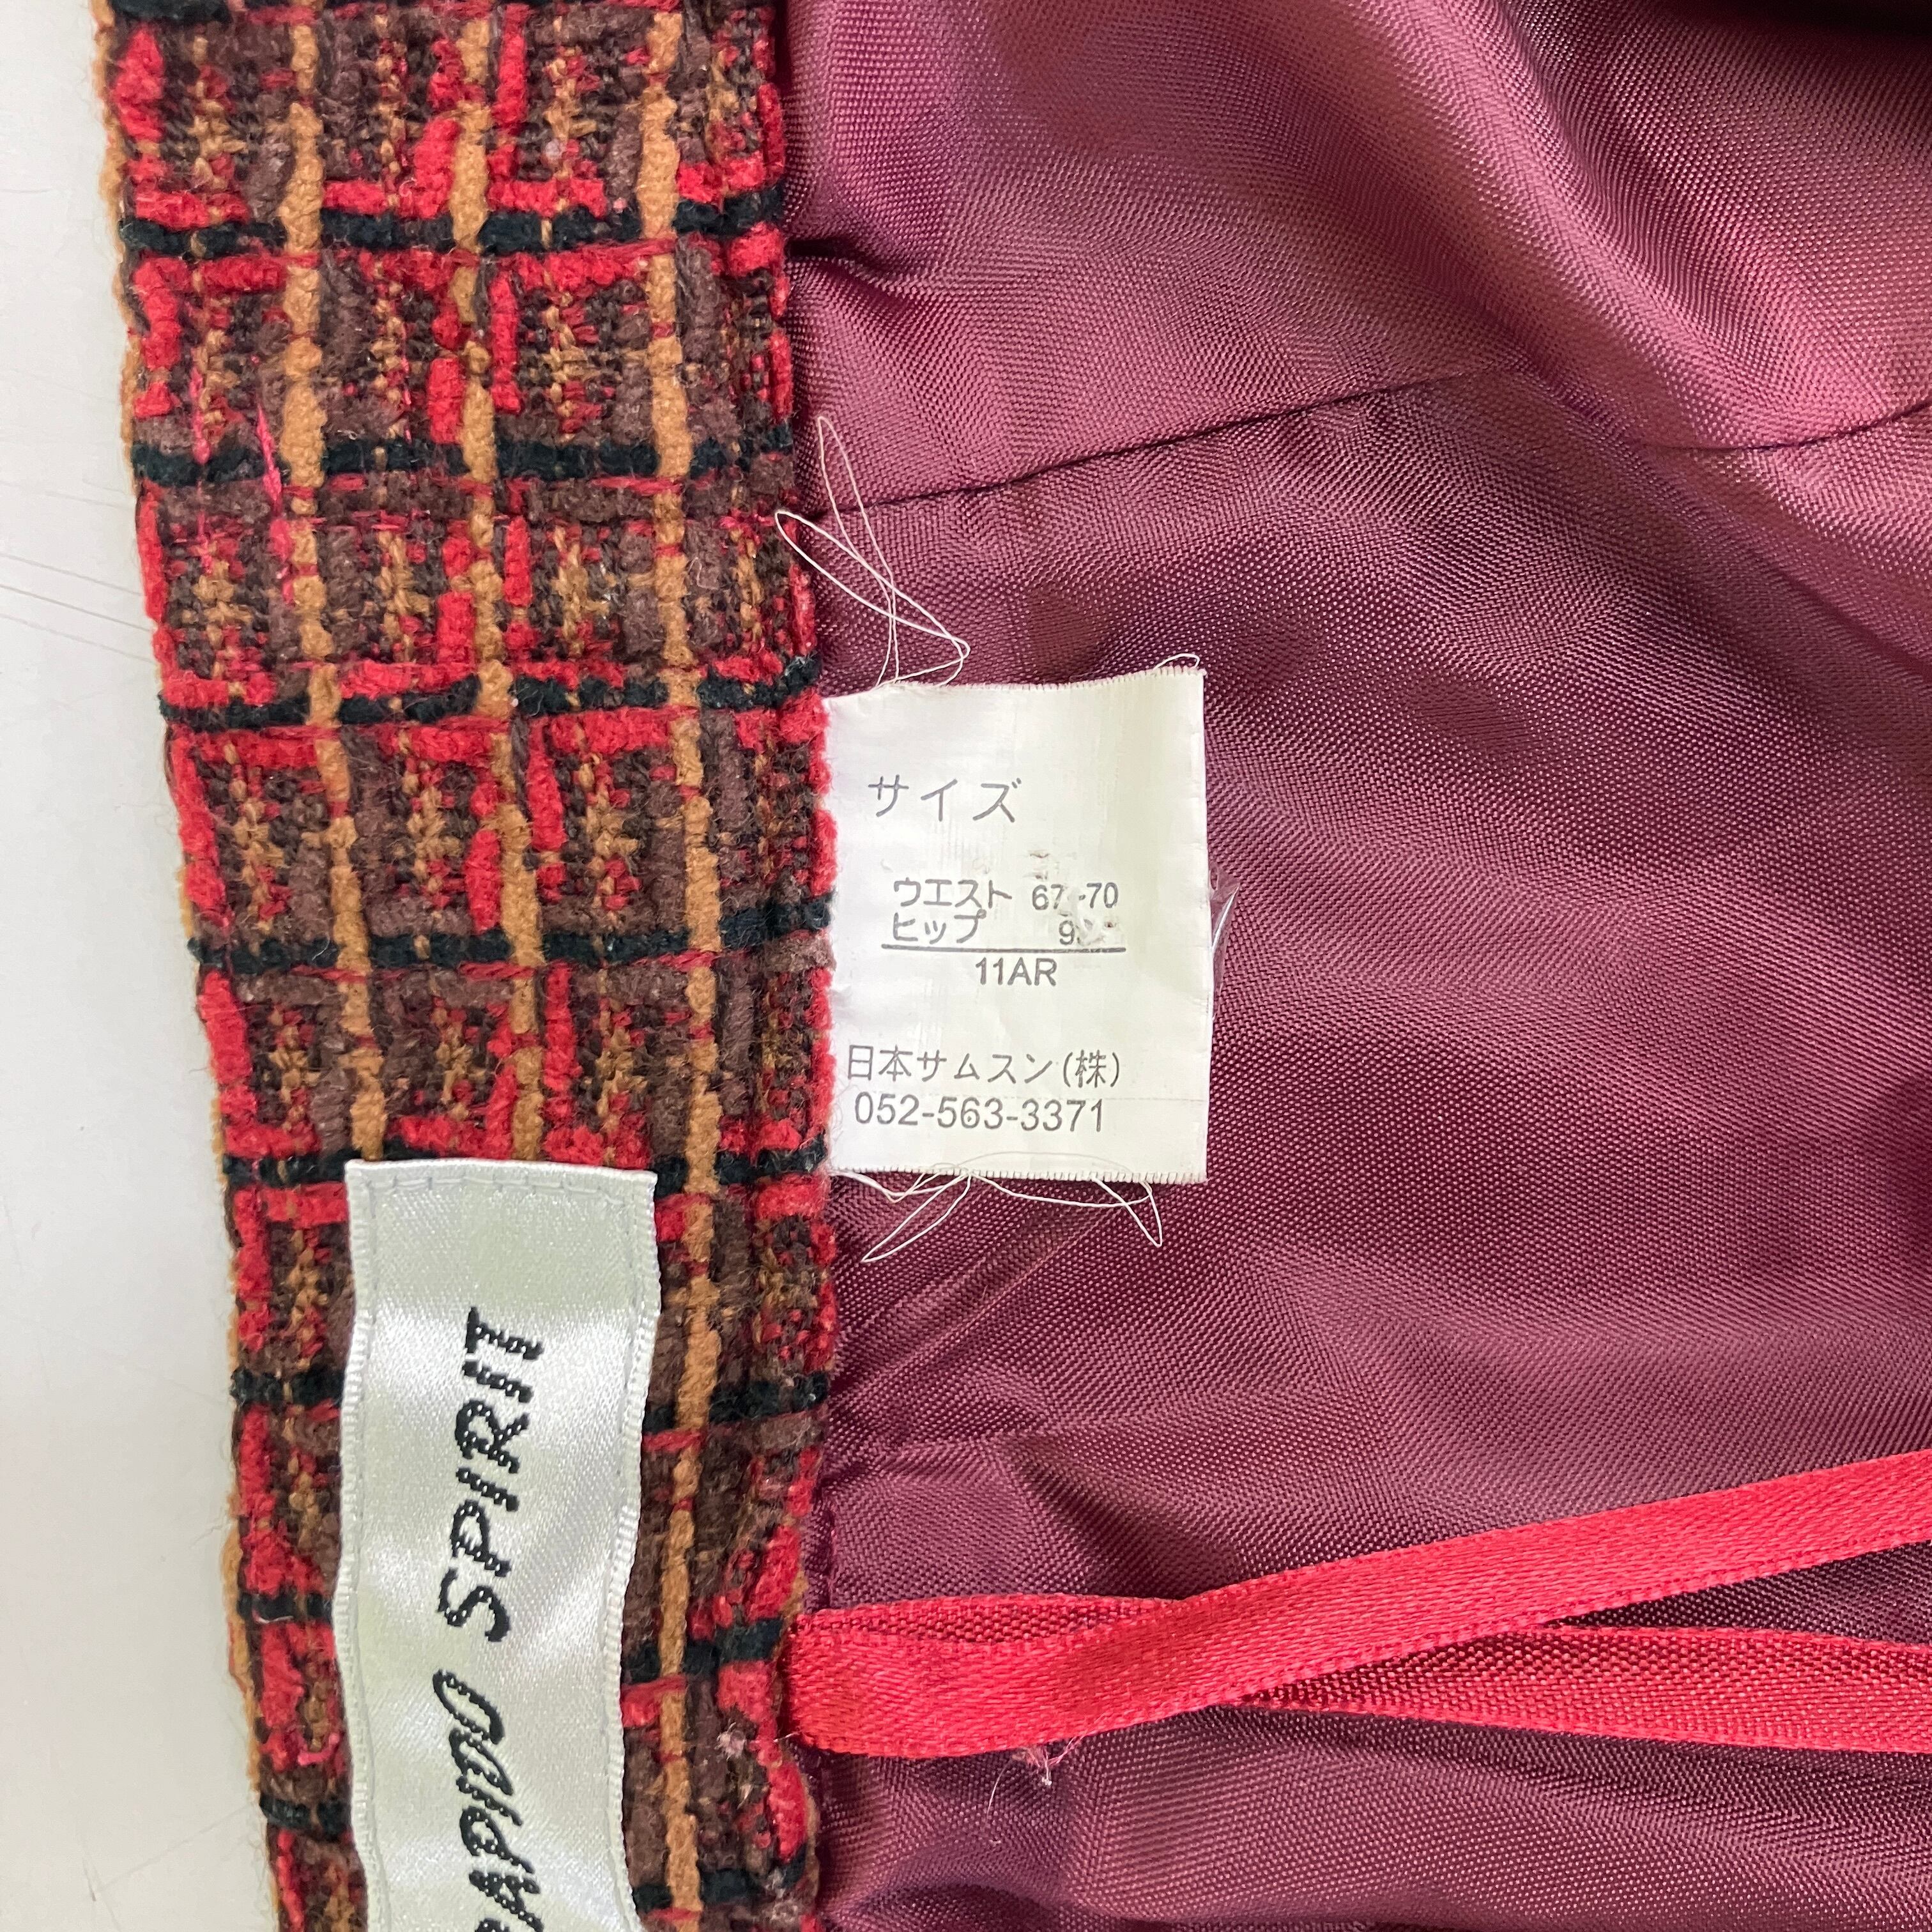 サイズ
ウエスト 67-70
ヒップ
11AR
日本サムスン(株)
052-563-3371
SPIRIT